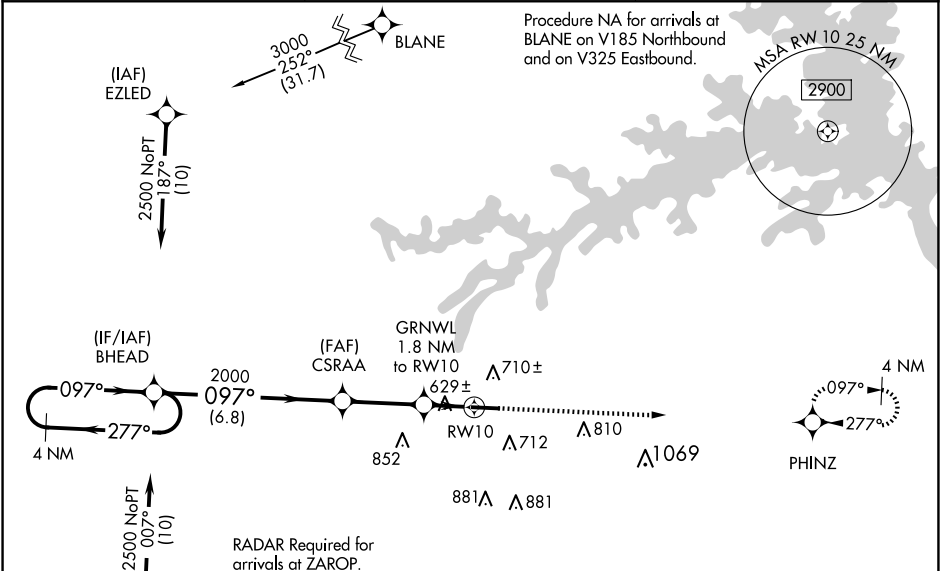 3000
252°
(31.7)
BLANE
Procedure NA for arrivals at
BLANE on V185 Northbound
and on V325 Eastbound.
MSA RW 10 25 NM
2900
(IAF)
EZLED
2500 NoPT
187°
(10)
(IF/IAF)
BHEAD
097°
277°
4 NM
2000
097°
(6.8)
(FAF)
CSRAA
GRNWL
1.8 NM
to RW10
629±
710±
RW10
852
712
810
1069
881
881
4 NM
097°
277°
PHINZ
2500 NoPT
007°
(10)
RADAR Required for
arrivals at ZAROP.